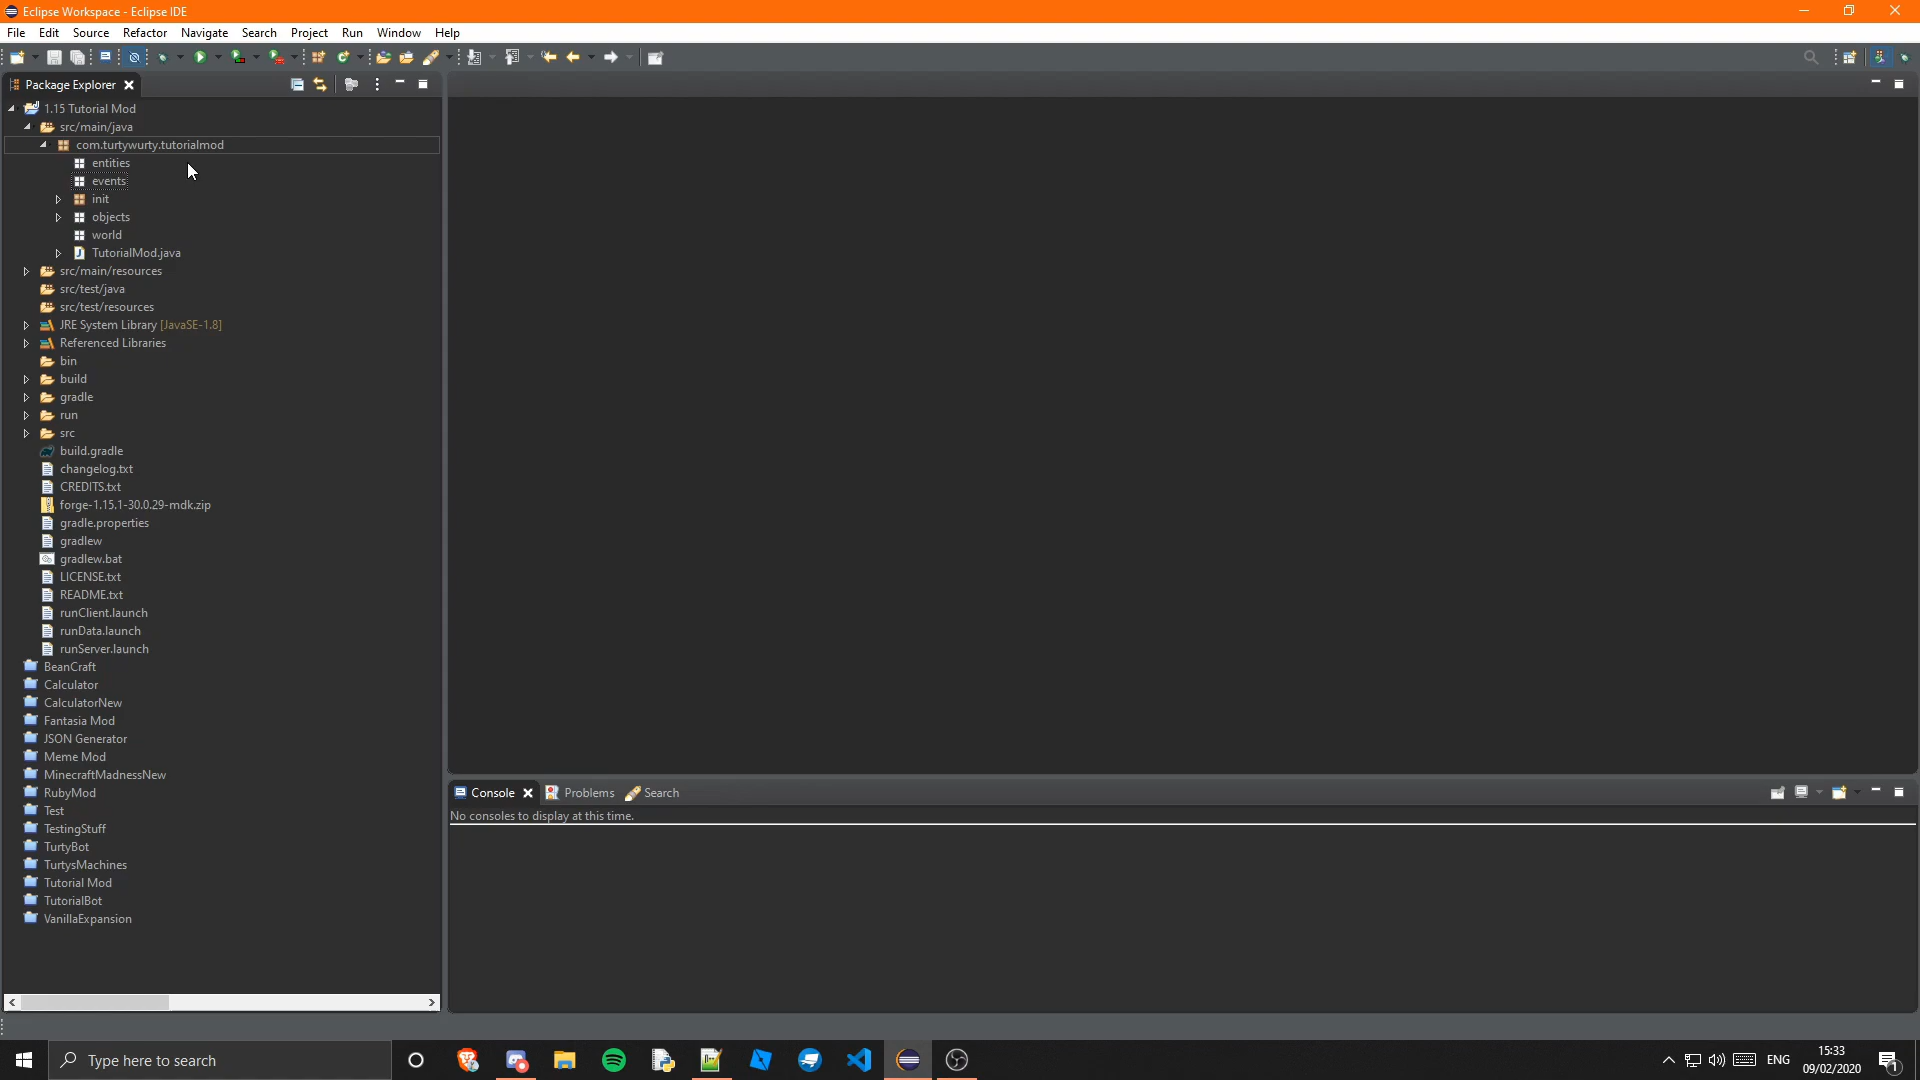 Eclipse Workspace - Eclipse IDE
File Edit Source Refactor Navigate Search Project Run Window Help
Package Explorer
1.15 Tutorial Mod
src/main/java
com.turtywurty.tutorialmod
entities
events
init
objects
world
TutorialMod.java
src/main/resources
src/test/java
src/test/resources
JRE System Library [JavaSE-1.8]
Referenced Libraries
bin
build
gradle
run
src
build.gradle
changelog.txt
CREDITS.txt
forge-1.15.1-30.0.29-mdk.zip
gradle.properties
gradlew
gradlew.bat
LICENSE.txt
README.txt
runClient.launch
runData.launch
runServer.launch
BeanCraft
Calculator
CalculatorNew
Fantasia Mod
JSON Generator
Meme Mod
MinecraftMadnessNew
RubyMod
Test
TestingStuff
TurtyBot
TurtysMachines
Tutorial Mod
TutorialBot
VanillaExpansion
Console Problems Search
No consoles to display at this time.
Type here to search
ENG
15:33
09/02/2020
1